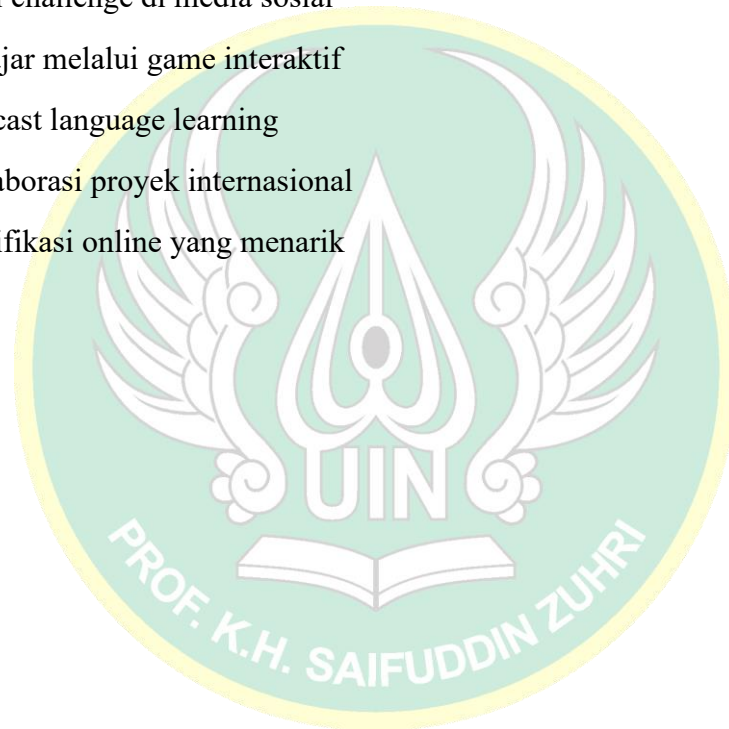 challenge di media sosial
jar melalui game interaktif
cast language learning
aborasi proyek internasional
ifikasi online yang menarik
UIN
PROF. K.H. SAIFUDDIN ZUHRI